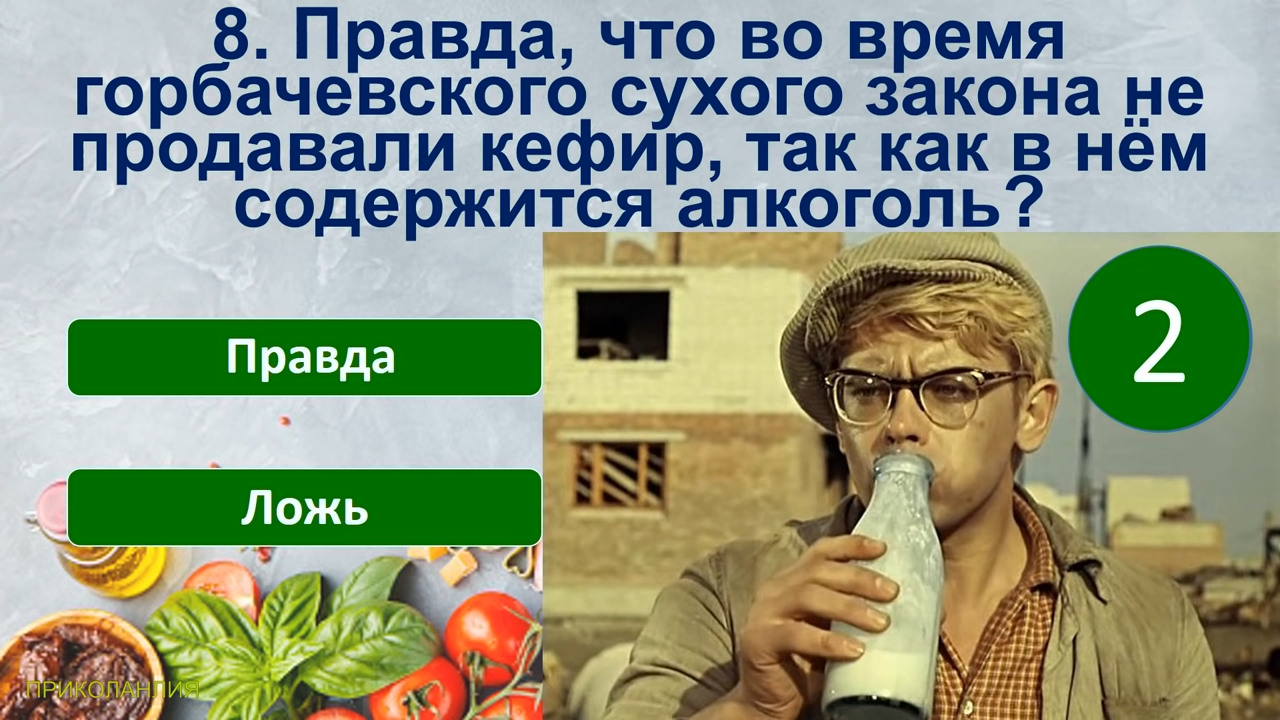 8. Правда, что во время
горбачевского сухого закона не
продавали кефир, так как в нём
содержится алкоголь?
2
Правда
Ложь
ПРИКОЛАНДИЯ